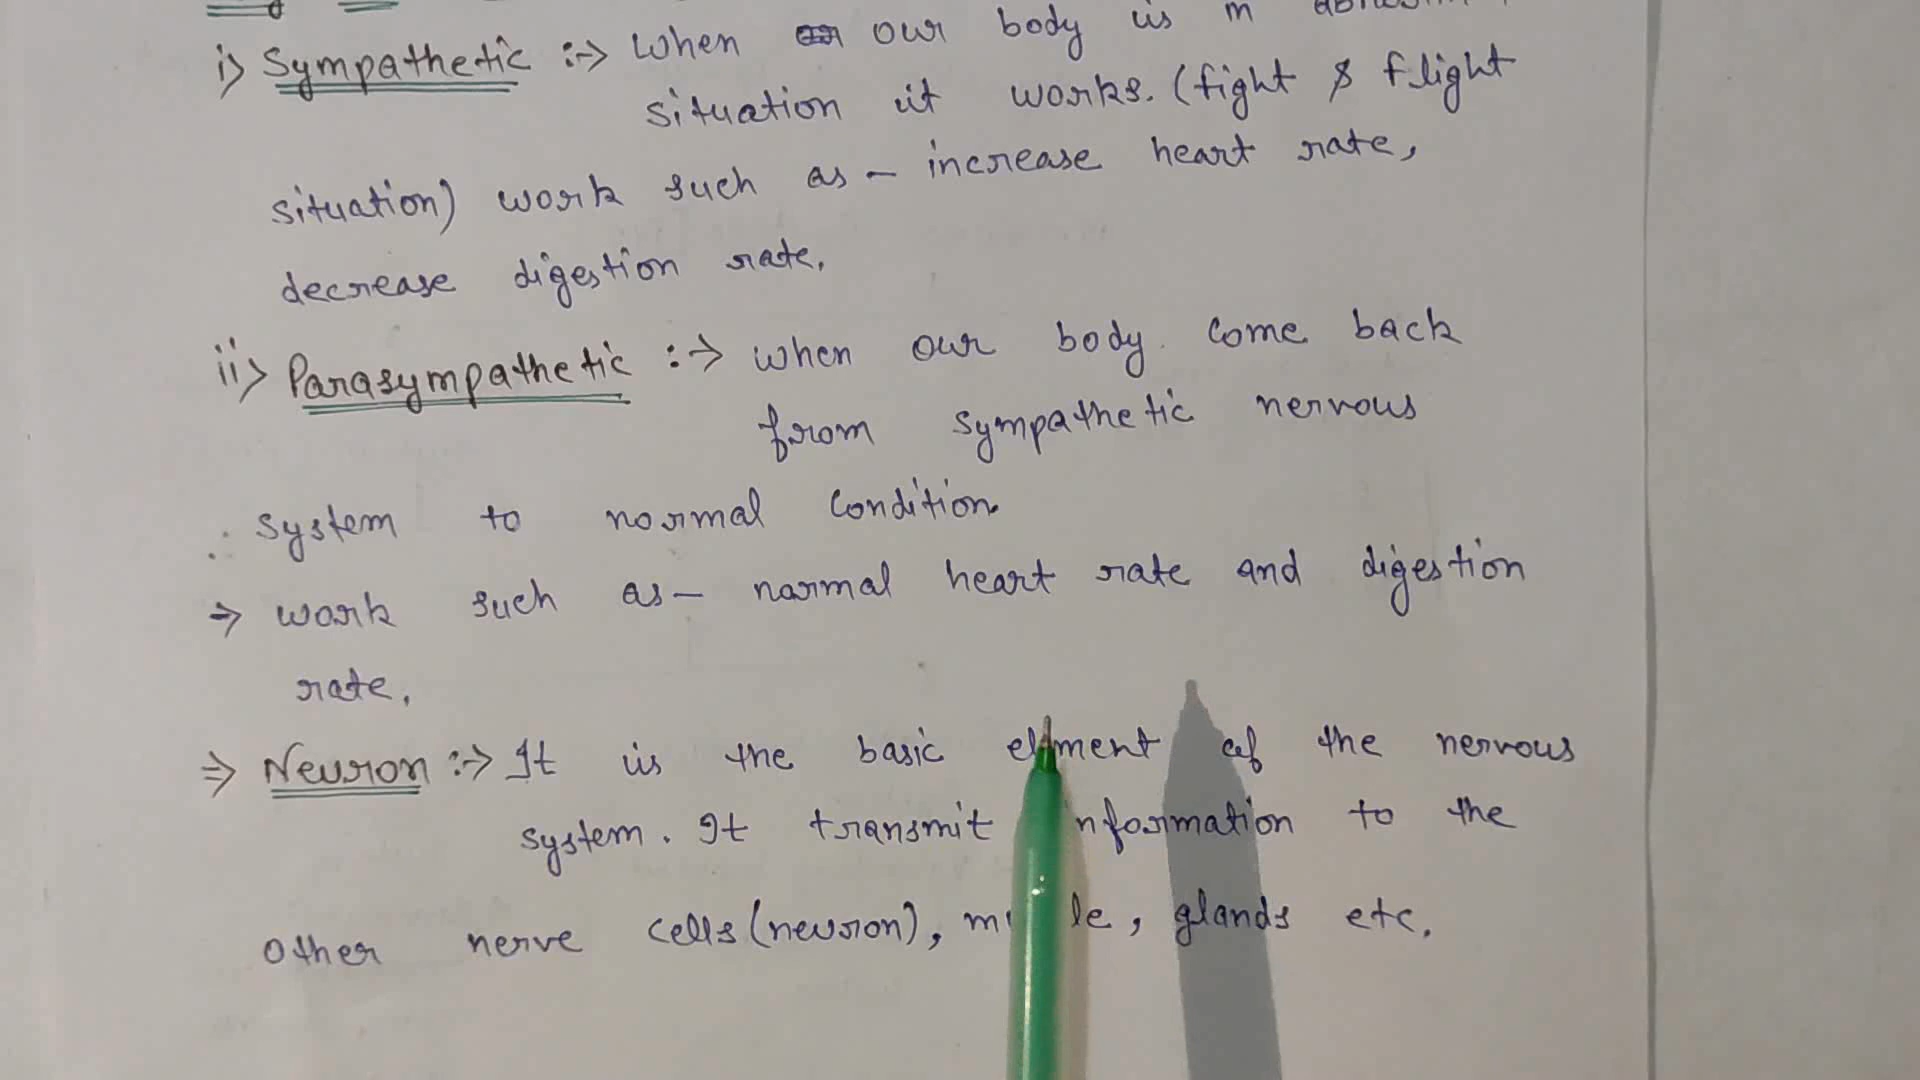 i) Sympathetic :→ When our body is in
situation it works. (fight & flight
situation) work such as – increase heart rate,
decrease digestion rate.
ii) Parasympathetic :→ When our body come back
from sympathetic nervous
system to normal condition.
→ work such as – normal heart rate and digestion
rate.
⇒ Neuron :→ It is the basic elment of the nervous
system. It transmit nformation to the
other nerve cells (neuron), glands etc.